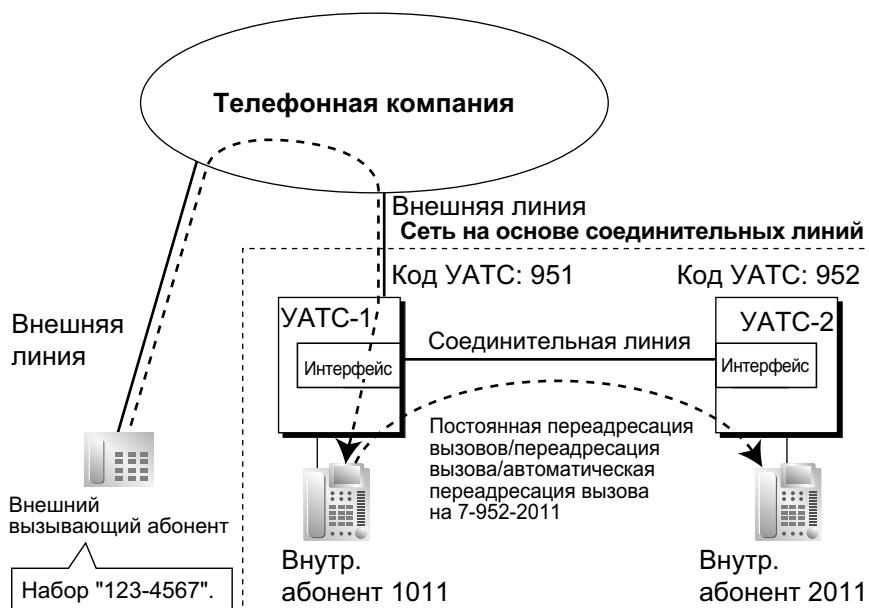 Телефонная компания
Внешняя линия
Сеть на основе соединительных линий
Код УАТС: 951
Код УАТС: 952
УАТС-1
УАТС-2
Внешняя
линия
Соединительная линия
Интерфейс
Интерфейс
Постоянная переадресация
вызовов/переадресация
вызова/автоматическая
переадресация вызова
на 7-952-2011
Внешний
вызывающий абонент
Набор "123-4567".
Внутр.
абонент 1011
Внутр.
абонент 2011